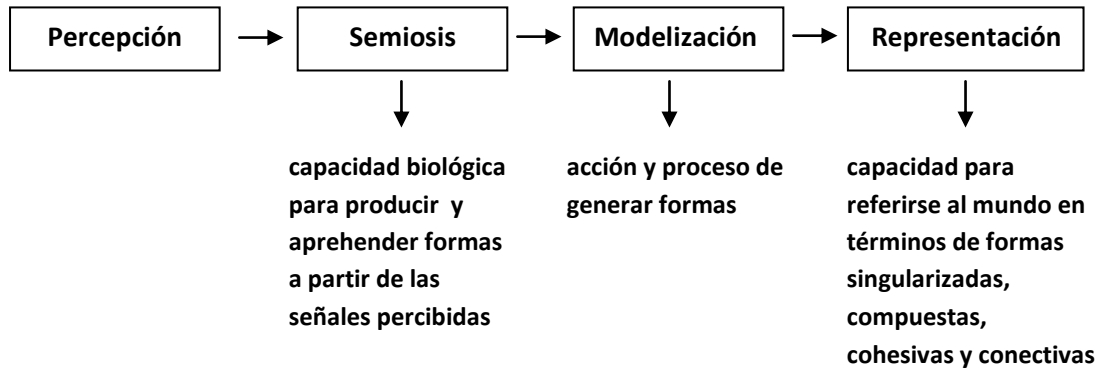 Percepción
Semiosis
Modelización
Representación
capacidad biológica
para producir y
aprehender formas
a partir de las
señales percibidas
acción y proceso de
generar formas
capacidad para
referirse al mundo en
términos de formas
singularizadas,
compuestas,
cohesivas y conectivas